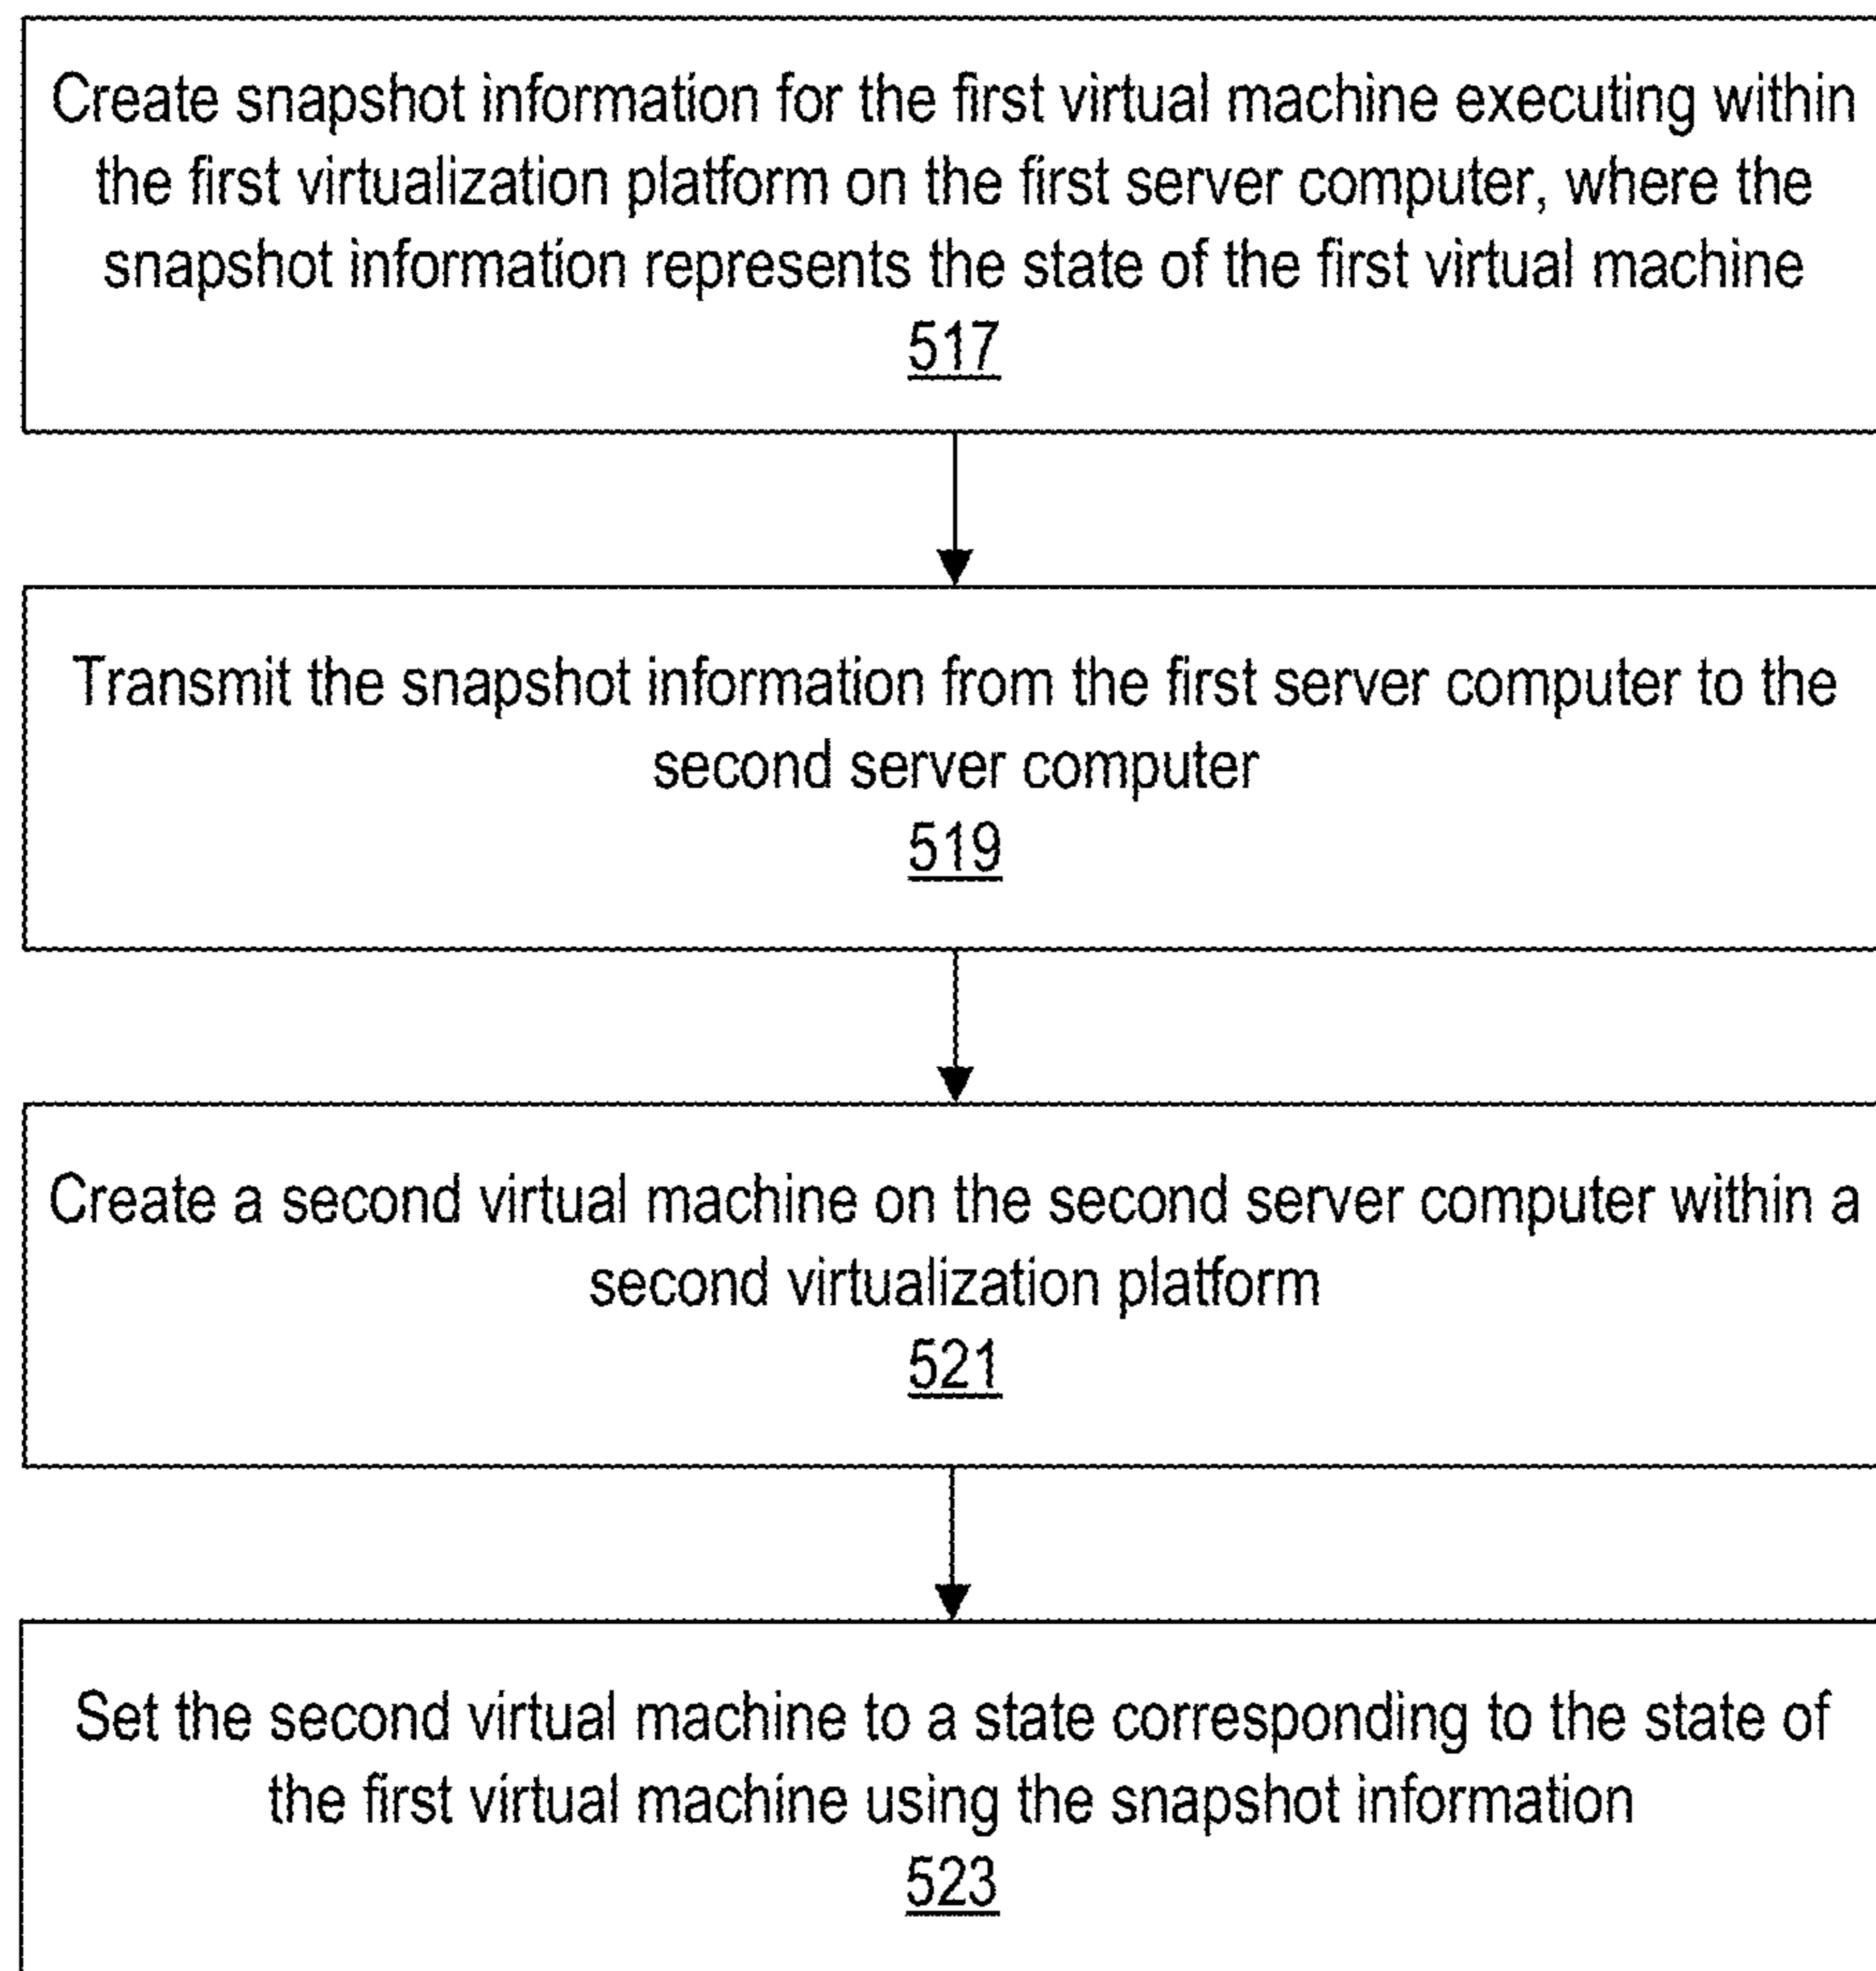 Create snapshot information for the first virtual machine executing within
the first virtualization platform on the first server computer, where the
snapshot information represents the state of the first virtual machine
517
Transmit the snapshot information from the first server computer to the
second server computer
519
Create a second virtual machine on the second server computer within a
second virtualization platform
521
Set the second virtual machine to a state corresponding to the state of
the first virtual machine using the snapshot information
523